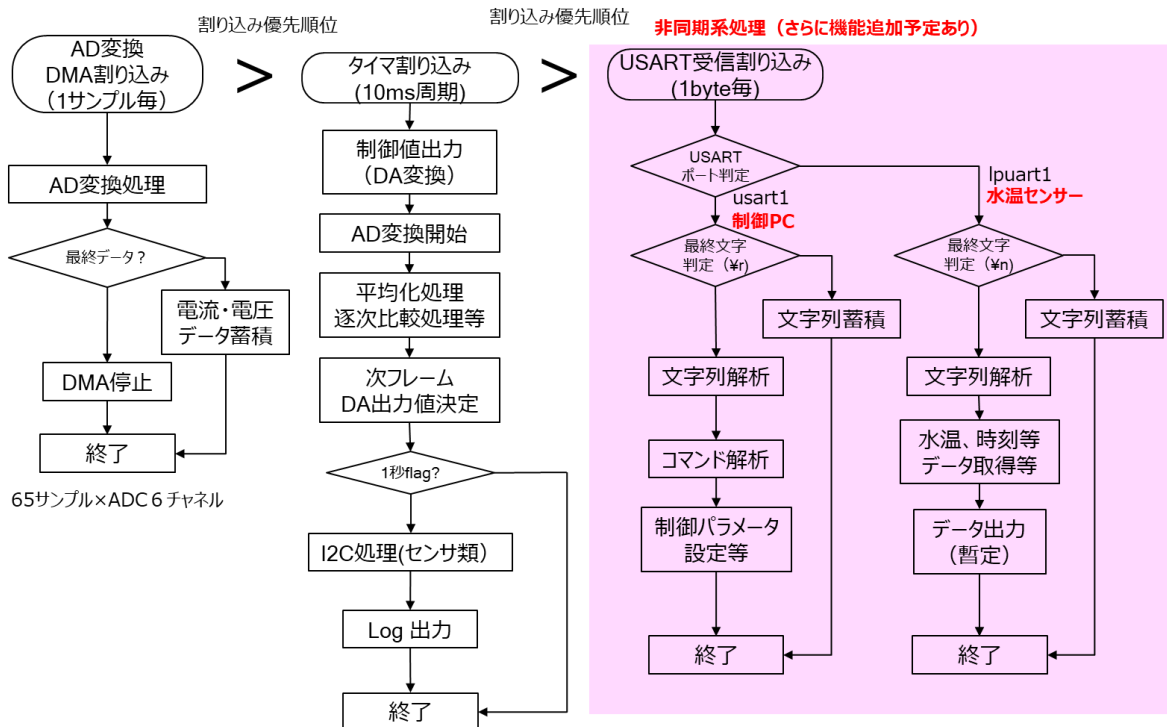 割り込み優先順位
割り込み優先順位
非同期系処理（さらに機能追加予定あり）
AD変換
DMA割り込み
（1サンプル毎）
>
タイマ割り込み
(10ms周期)
>
USART受信割り込み
(1byte毎)
AD変換処理
最終データ？
電流・電圧
データ蓄積
DMA停止
終了
65サンプル×ADC６チャネル
制御値出力
（DA変換）
AD変換開始
平均化処理
逐次比較処理等
次フレーム
DA出力値決定
1秒flag?
I2C処理(センサ類）
Log 出力
終了
USART
ポート判定
usart1
制御PC
lpuart1
水温センサー
最終文字
判定（¥r)
文字列蓄積
文字列解析
コマンド解析
制御パラメータ
設定等
終了
最終文字
判定（¥n)
文字列蓄積
文字列解析
水温、時刻等
データ取得等
データ出力
（暫定）
終了